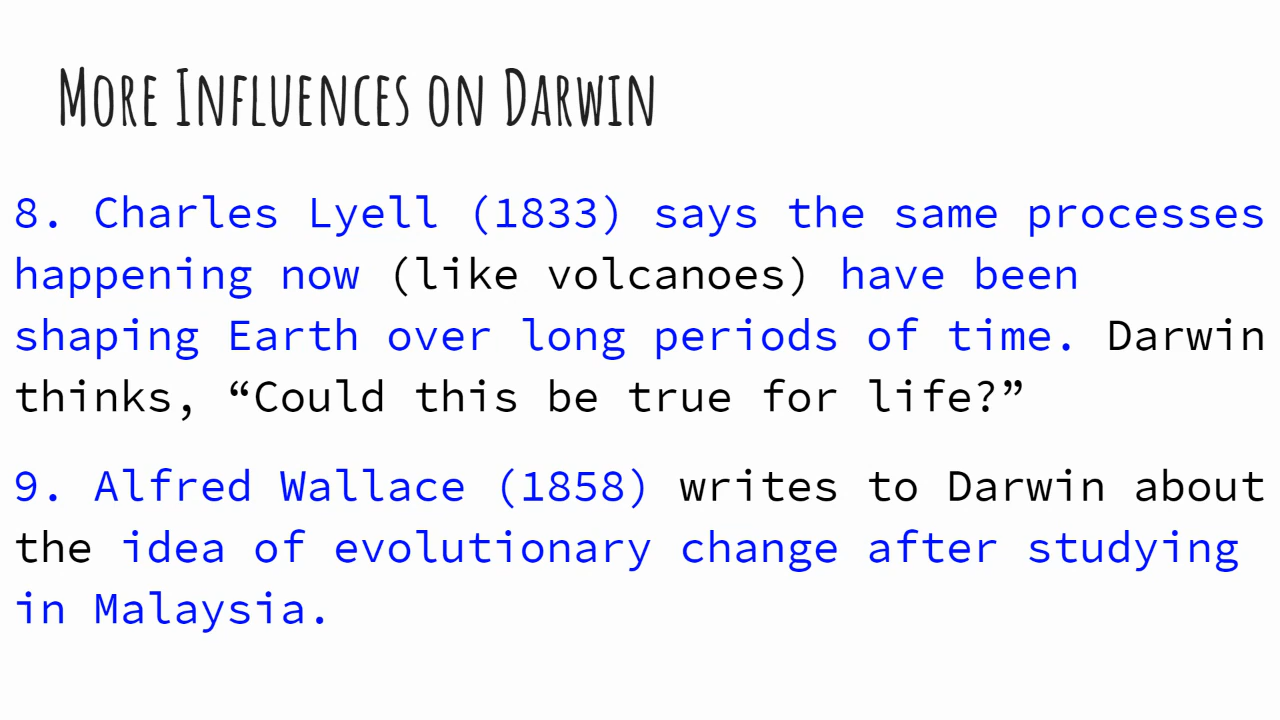 More Influences on Darwin
8. Charles Lyell (1833) says the same processes
happening now (like volcanoes) have been
shaping Earth over long periods of time. Darwin
thinks, “Could this be true for life?”
9. Alfred Wallace (1858) writes to Darwin about
the idea of evolutionary change after studying
in Malaysia.